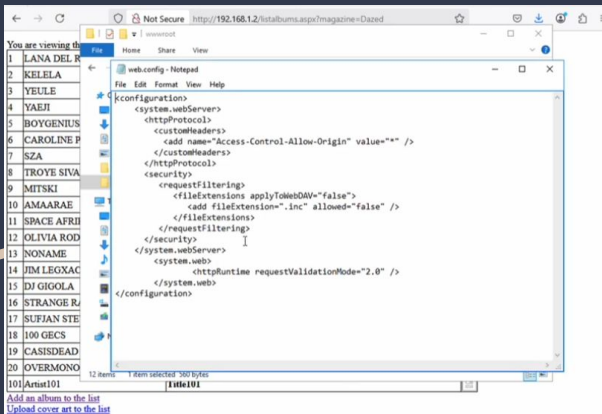 Not Secure http://192.168.1.2/listalbums.aspx?magazine=Dazed
wwwroot
You are viewing th
File Home Share View
web.config - Notepad
File Edit Format View Help
<configuration>
<system.webServer>
<httpProtocol>
<customHeaders>
<add name="Access-Control-Allow-Origin" value="*" />
</customHeaders>
</httpProtocol>
<security>
<requestFiltering>
<fileExtensions applyToWebDAV="false">
<add fileExtension=".inc" allowed="false" />
</fileExtensions>
</requestFiltering>
</security>
</system.webServer>
<system.web>
<httpRuntime requestValidationMode="2.0" />
</system.web>
</configuration>
1 LANA DEL R
2 KELELA
3 YEULE
4 YAEJI
5 BOYGENIUS
6 CAROLINE P
7 SZA
8 TROYE SIVA
9 MITSKI
10 AMAARAE
11 SPACE AFRI
12 OLIVIA ROD
13 NONAME
14 JIM LEGXAC
15 DJ GIGOLA
16 STRANGE RA
17 SUFJAN STE
18 100 GECS
19 CASISDEAD
20 OVERMONO
12 items 1 item selected 560 bytes
101 Artist101 Title101
Add an album to the list
Upload cover art to the list